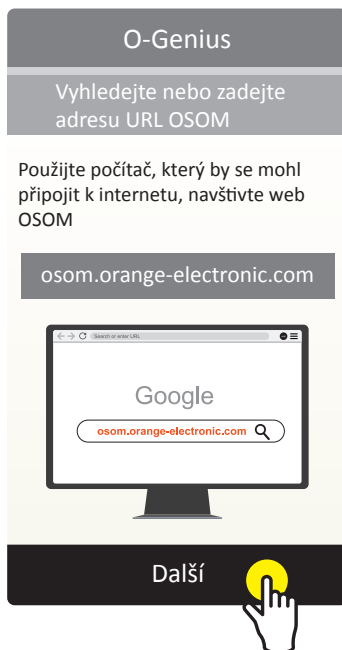 O-Genius
Vyhledejte nebo zadejte
adresu URL OSOM
Použijte počítač, který by se mohl
připojit k internetu, navštivte web
OSOM
osom.orange-electronic.com
Search or enter URL
Google
osom.orange-electronic.com
Další